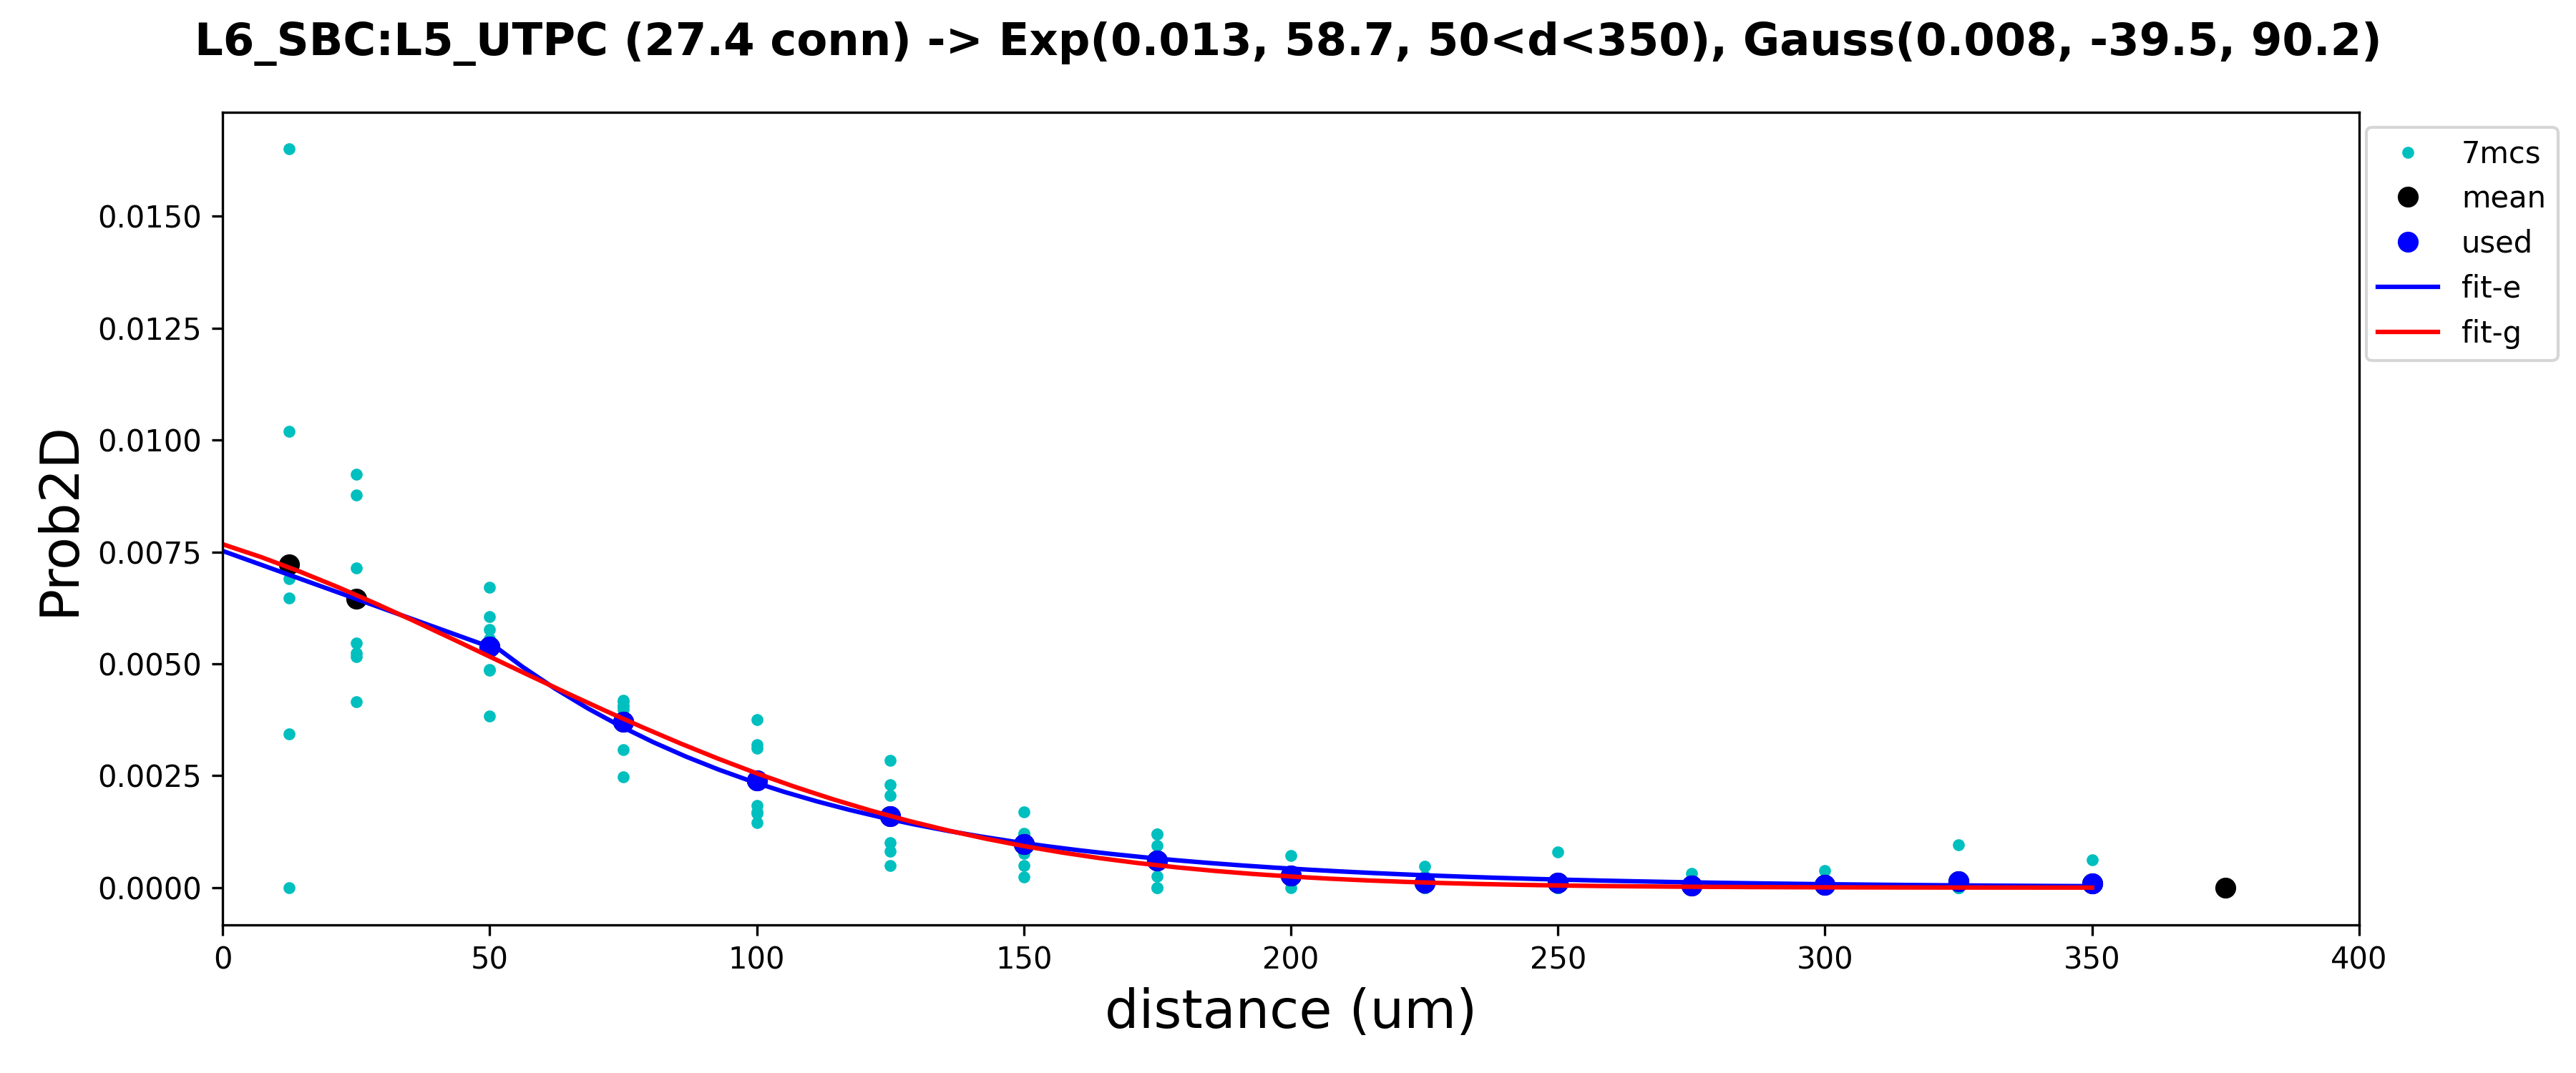 L6_SBC:L5_UTPC (27.4 conn) -> Exp(0.013, 58.7, 50<d<350), Gauss(0.008, -39.5, 90.2)
7mcs
mean
used
fit-e
fit-g
Prob2D
0.0150
0.0125
0.0100
0.0075
0.0050
0.0025
0.0000
0 50 100 150 200 250 300 350 400
distance (um)